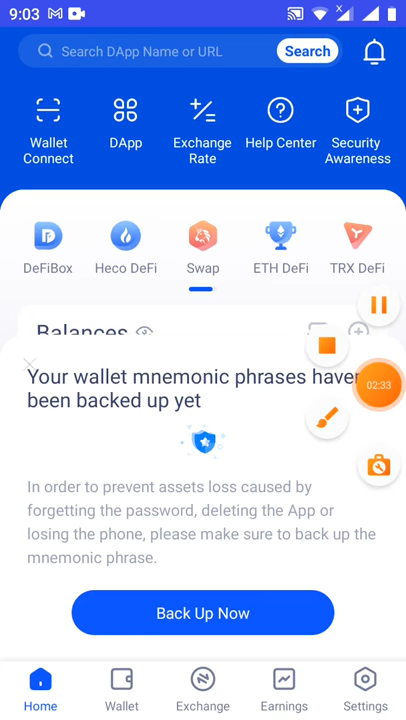 9:03
Search DApp Name or URL
Search
Wallet Connect
DApp
Exchange Rate
Help Center
Security Awareness
DeFiBox
Heco DeFi
Swap
ETH DeFi
TRX DeFi
Balances
Your wallet mnemonic phrases haven
been backed up yet
02:33
In order to prevent assets loss caused by
forgetting the password, deleting the App or
losing the phone, please make sure to back up the
mnemonic phrase.
Back Up Now
Home
Wallet
Exchange
Earnings
Settings